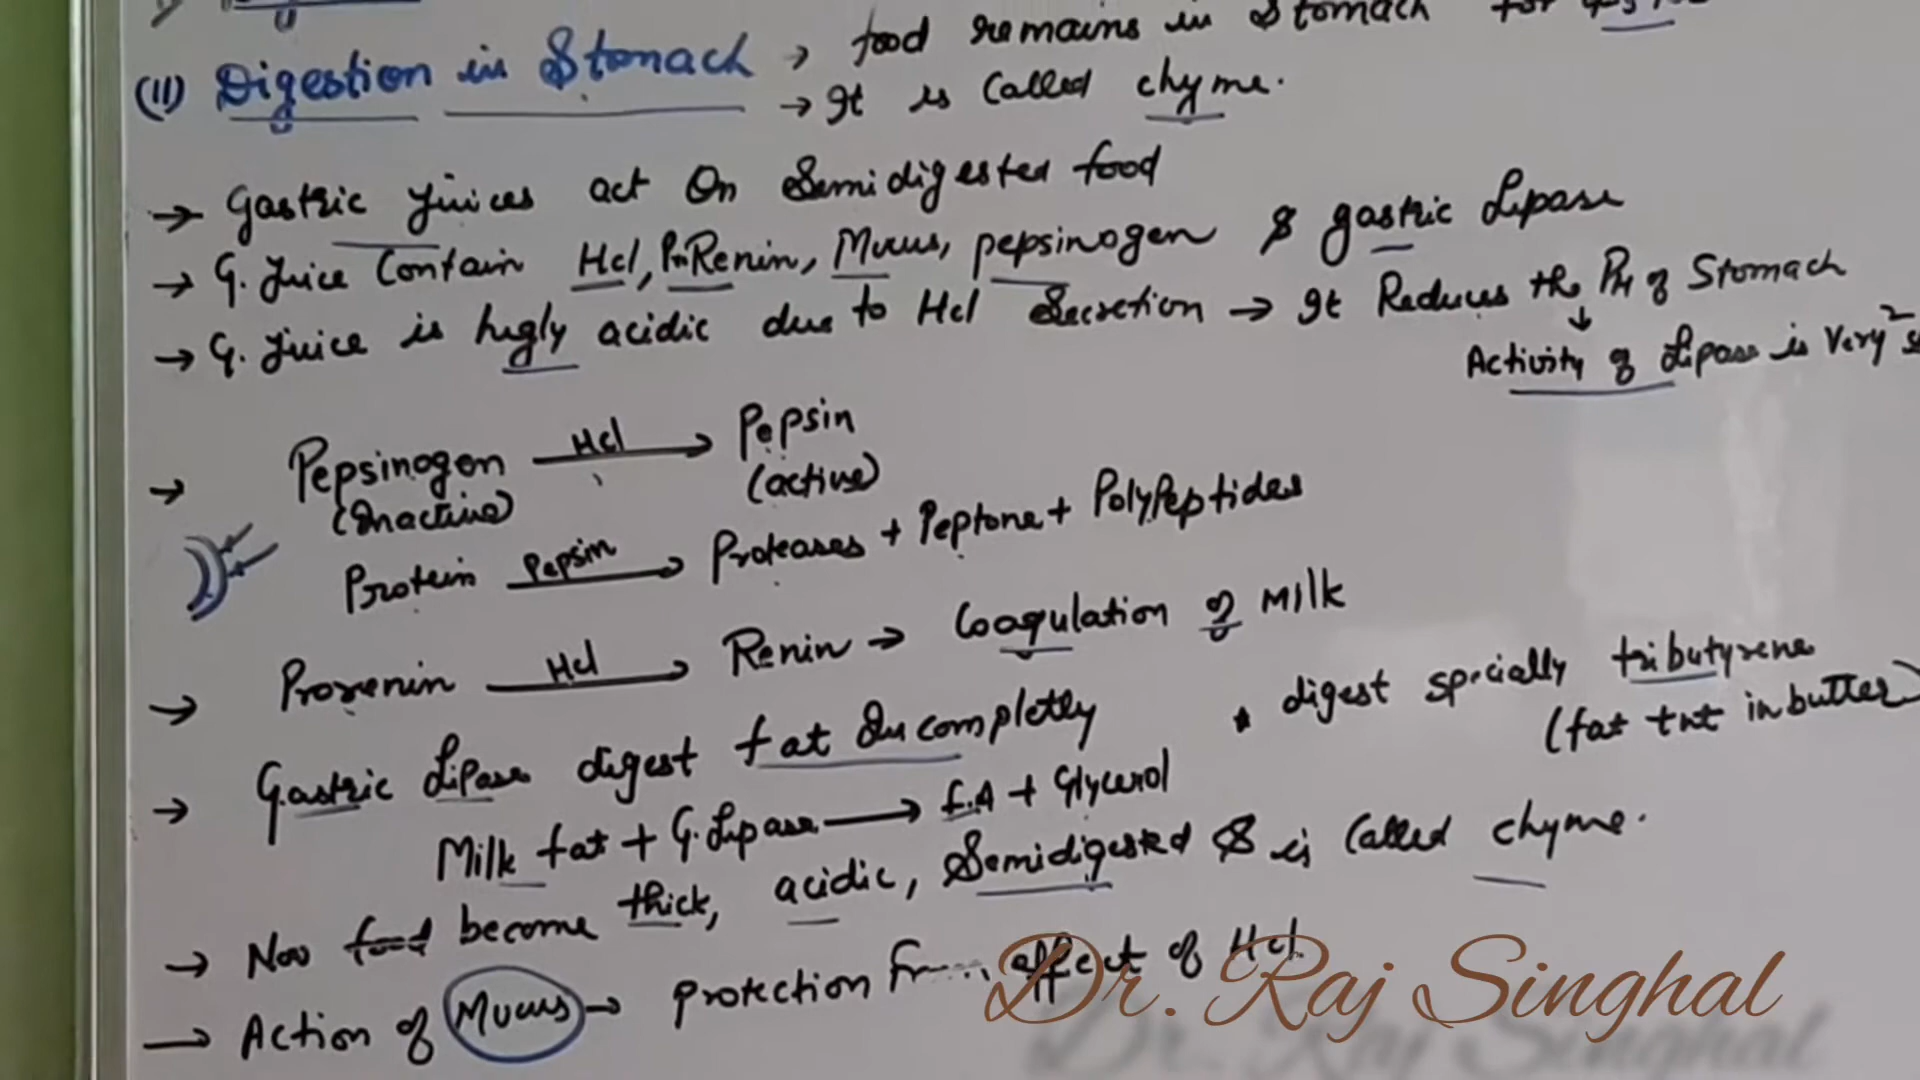 (II) Digestion in Stomach → food remains in Stomach for
→ It is Called chyme.
→ Gastric juices act On Semidigested food
→ G. Juice Contain Hcl, ProRenin, Mucus, pepsinogen & gastric Lipase
→ G. Juice is higly acidic due to Hcl Secretion → It Reduces the PH of Stomach
↓
Activity of Lipase is Very²
→ Pepsinogen Hcl → Pepsin
(Inactive) (active)
Protein Pepsin → Proteases + Peptone + Polypeptides
→ Prorenin Hcl → Renin → Coagulation of Milk
→ Gastric Lipase digest fat Incompletly
* digest specially tributyrene
(fat tnt in butter)
Milk fat + G. Lipase → F.A + Glycerol
→ Now food become thick, acidic, Semidigested & is Called chyme.
→ Action of Mucus → protection effect of Hcl
Dr. Raj Singhal